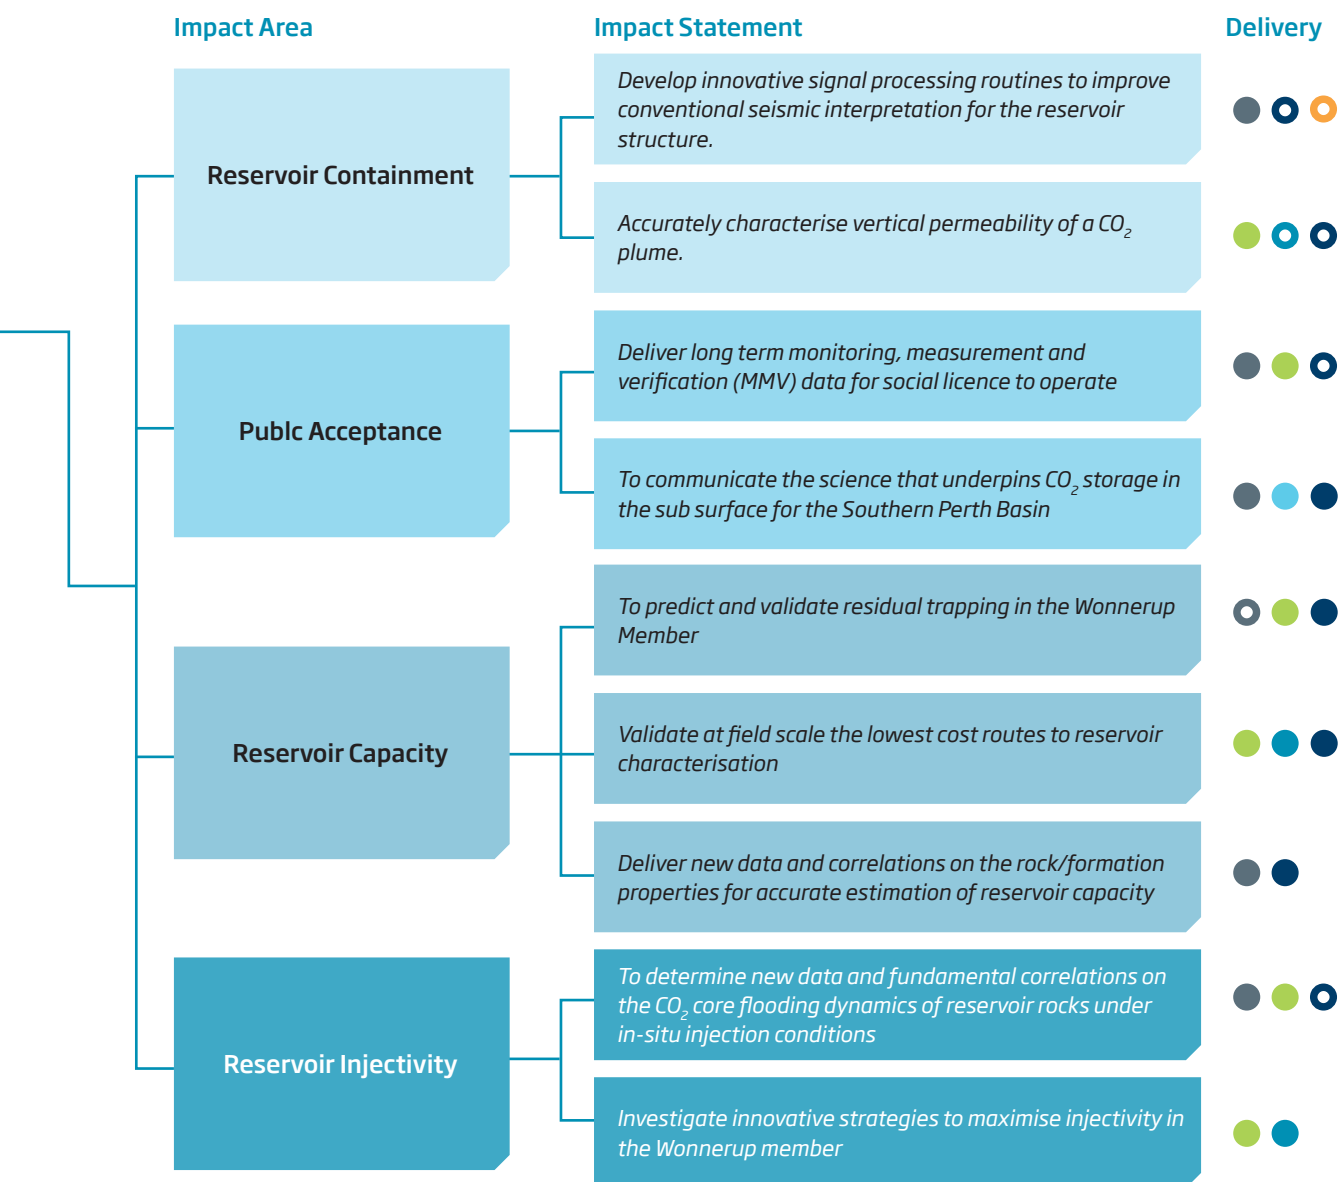 Impact Area
Impact Statement
Delivery
Reservoir Containment
Develop innovative signal processing routines to improve
conventional seismic interpretation for the reservoir
structure.
Accurately characterise vertical permeability of a CO2
plume.
Publc Acceptance
Deliver long term monitoring, measurement and
verification (MMV) data for social licence to operate
To communicate the science that underpins CO2 storage in
the sub surface for the Southern Perth Basin
Reservoir Capacity
To predict and validate residual trapping in the Wonnerup
Member
Validate at field scale the lowest cost routes to reservoir
characterisation
Deliver new data and correlations on the rock/formation
properties for accurate estimation of reservoir capacity
Reservoir Injectivity
To determine new data and fundamental correlations on
the CO2 core flooding dynamics of reservoir rocks under
in-situ injection conditions
Investigate innovative strategies to maximise injectivity in
the Wonnerup member